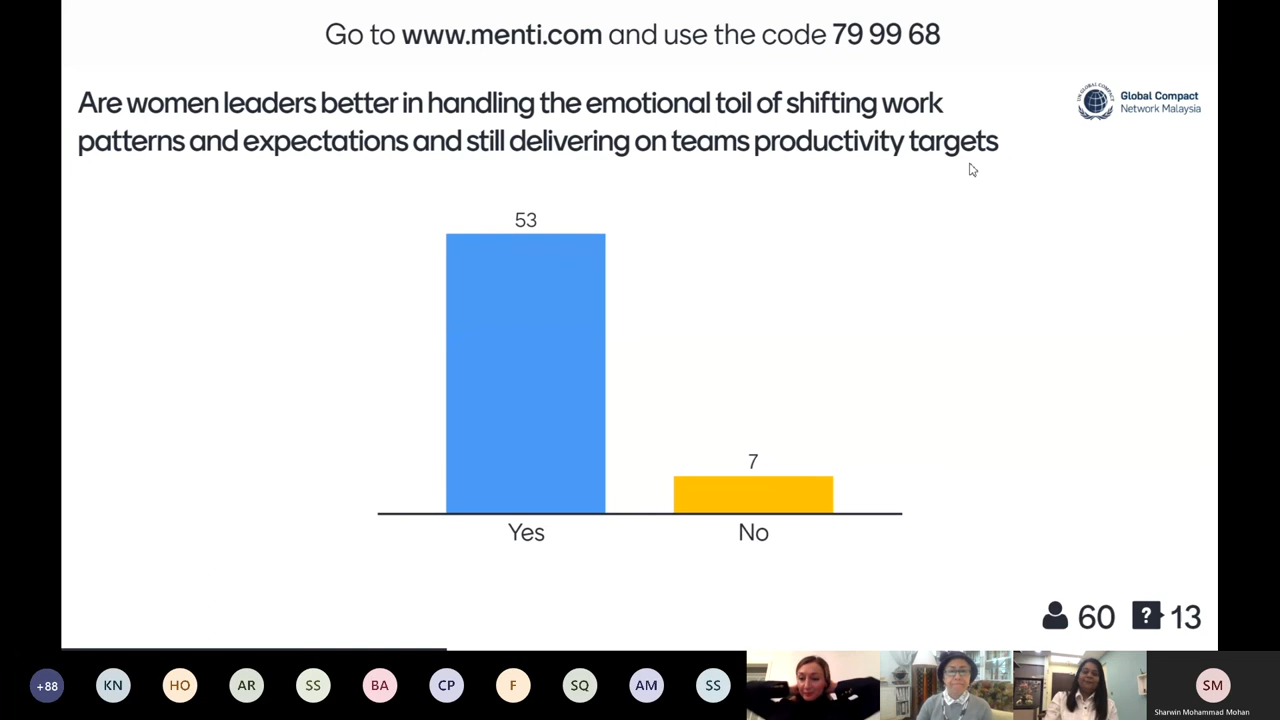 Go to www.menti.com and use the code 79 99 68
Are women leaders better in handling the emotional toil of shifting work
patterns and expectations and still delivering on teams productivity targets
UN GLOBAL COMPACT
Global Compact
Network Malaysia
53
7
Yes
No
60
? 13
+88
KN
HO
AR
SS
BA
CP
F
SQ
AM
SS
SM
Sharwin Mohammad Mohan